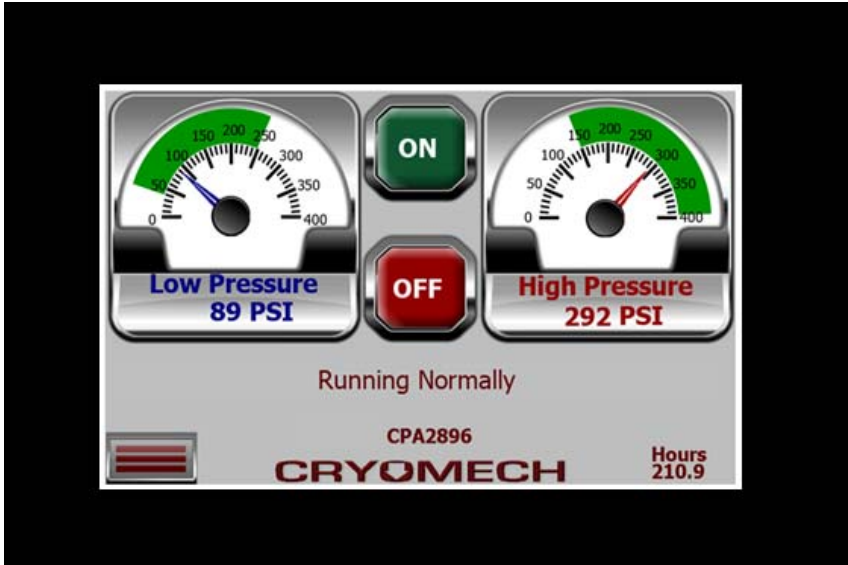 0
50
100
150
200
250
300
350
400
Low Pressure
89 PSI
ON
OFF
0
50
100
150
200
250
300
350
400
High Pressure
292 PSI
Running Normally
CPA2896
CRYOMECH
Hours
210.9